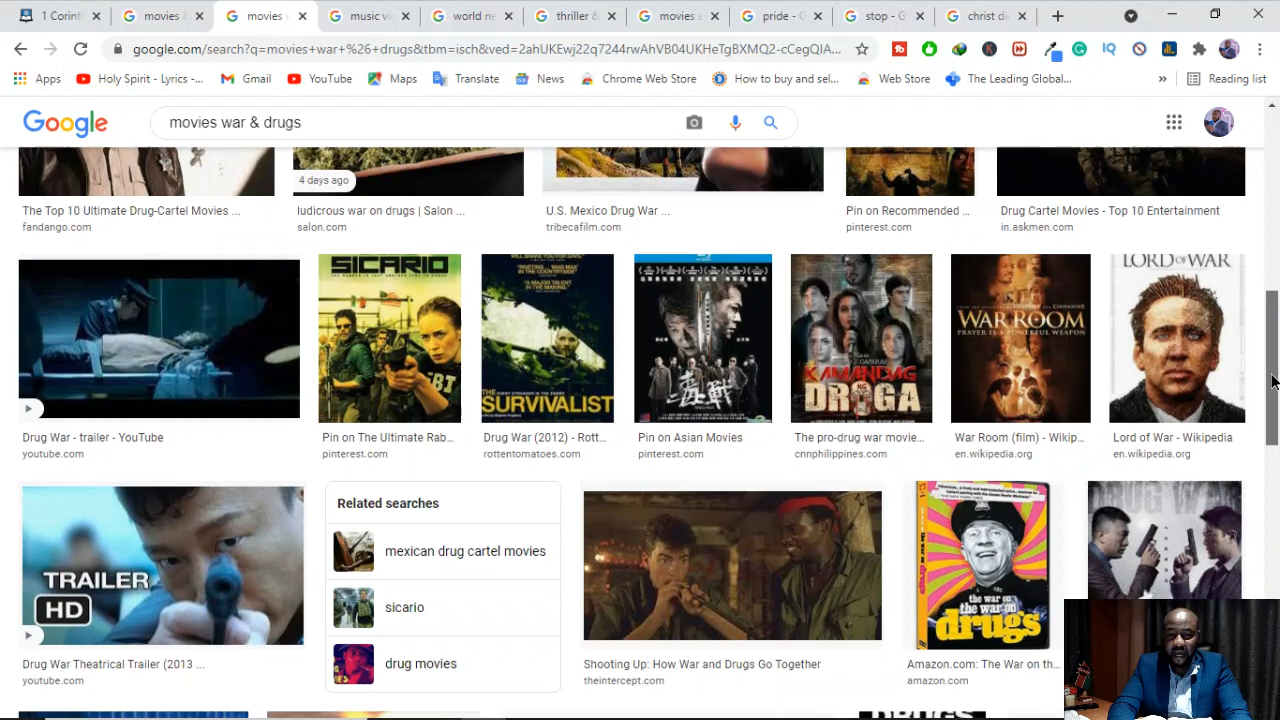 1 Corint
movies &
movies
music vi
world ne
thriller &
movies a
pride - G
stop - G
christ di
google.com/search?q=movies+war+%26+drugs&tbm=isch&ved=2ahUKEwj22q7244rwAhVB04UKHeTgBXMQ2-cCegQIA...
Apps
Holy Spirit - Lyrics -...
Gmail
YouTube
Maps
Translate
News
Chrome Web Store
How to buy and sel...
Web Store
The Leading Global...
»
Reading list
Google
movies war & drugs
4 days ago
The Top 10 Ultimate Drug-Cartel Movies ...
fandango.com
ludicrous war on drugs | Salon ...
salon.com
U.S. Mexico Drug War ...
tribecafilm.com
Pin on Recommended ...
pinterest.com
Drug Cartel Movies - Top 10 Entertainment
in.askmen.com
SICARIO
THE
SURVIVALIST
KAMANDAG
NG
DROGA
WAR ROOM
PRAYER IS A POWERFUL WEAPON
LORD OF WAR
Drug War - trailer - YouTube
youtube.com
Pin on The Ultimate Rab...
pinterest.com
Drug War (2012) - Rott...
rottentomatoes.com
Pin on Asian Movies
pinterest.com
The pro-drug war movie...
cnnphilippines.com
War Room (film) - Wikip...
en.wikipedia.org
Lord of War - Wikipedia
en.wikipedia.org
TRAILER
HD
Related searches
mexican drug cartel movies
sicario
drug movies
the war on
the war on
drugs
Drug War Theatrical Trailer (2013 ...
youtube.com
Shooting Up: How War and Drugs Go Together
theintercept.com
Amazon.com: The War on th...
amazon.com